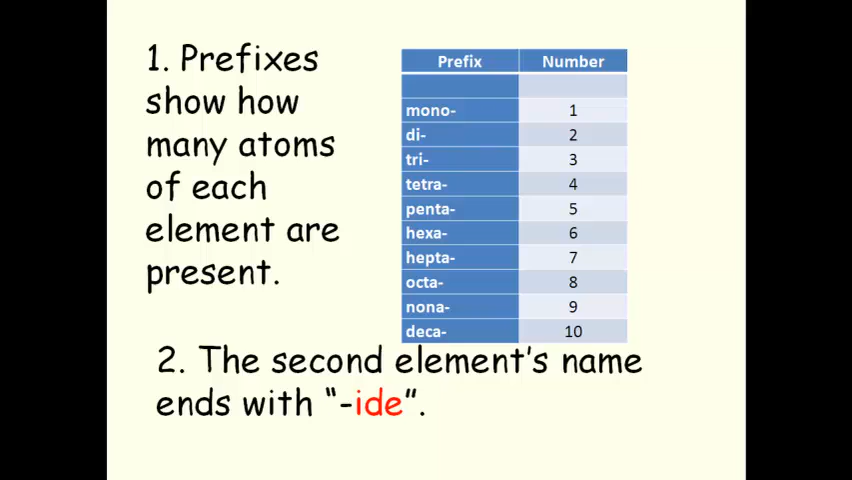 1. Prefixes
show how
many atoms
of each
element are
present.
Prefix Number
mono- 1
di- 2
tri- 3
tetra- 4
penta- 5
hexa- 6
hepta- 7
octa- 8
nona- 9
deca- 10
2. The second element's name
ends with “-ide”.